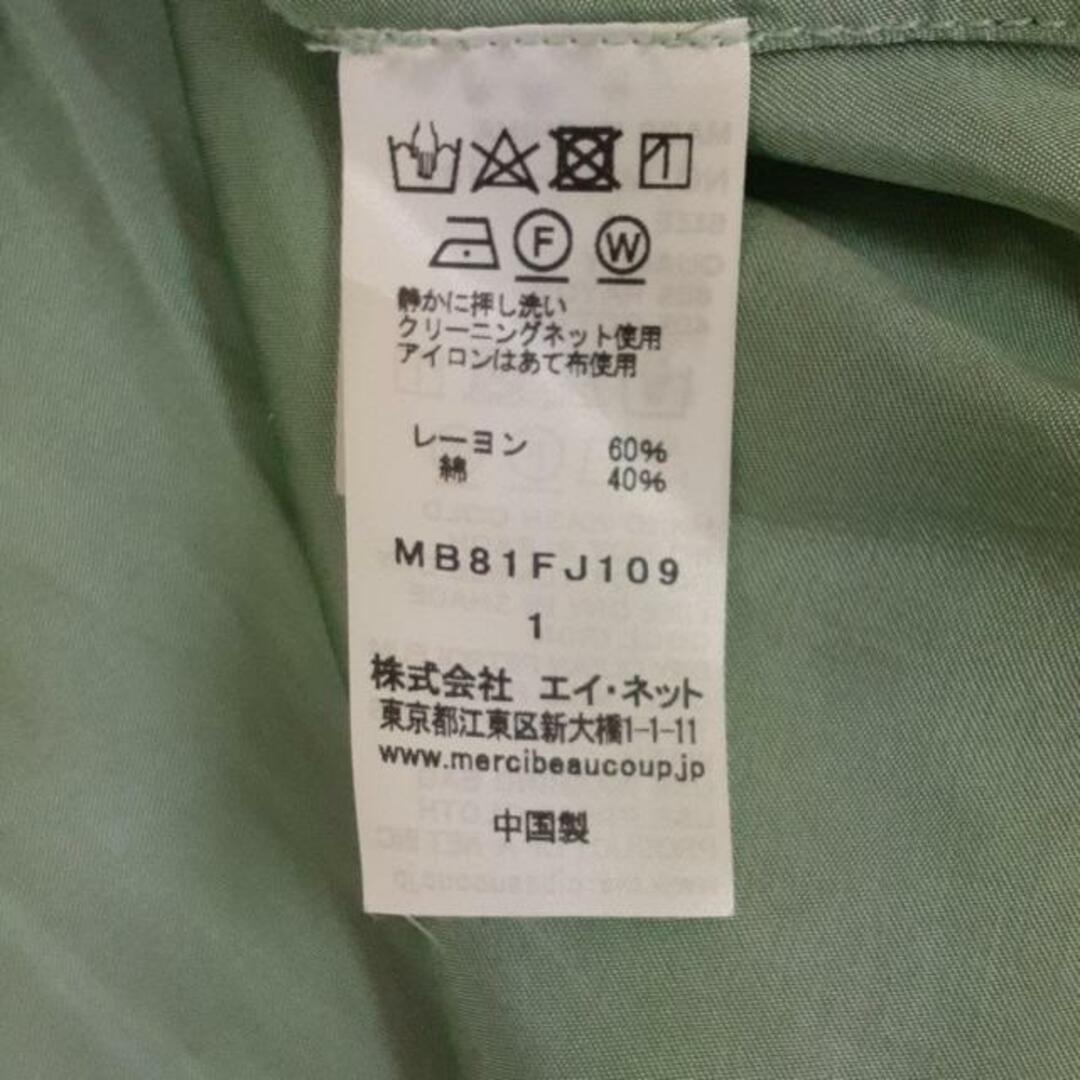 F W
静かに押し洗い
クリーニングネット使用
アイロンはあて布使用
レーヨン 60%
綿 40%
MB81FJ109
1
株式会社 エイ・ネット
東京都江東区新大橋1-1-11
www.mercibeaucoup.jp
中国製